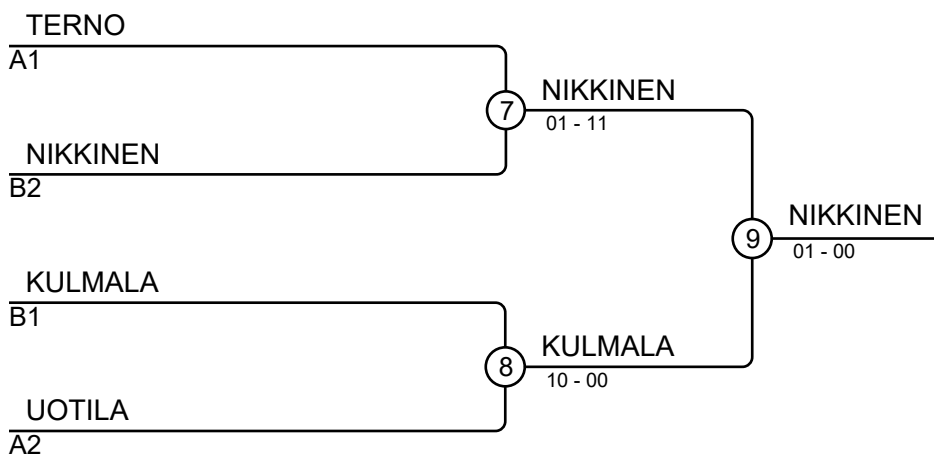 TERNO
A1
7
NIKKINEN
01 - 11
NIKKINEN
B2
9
NIKKINEN
01 - 00
KULMALA
B1
8
KULMALA
10 - 00
UOTILA
A2